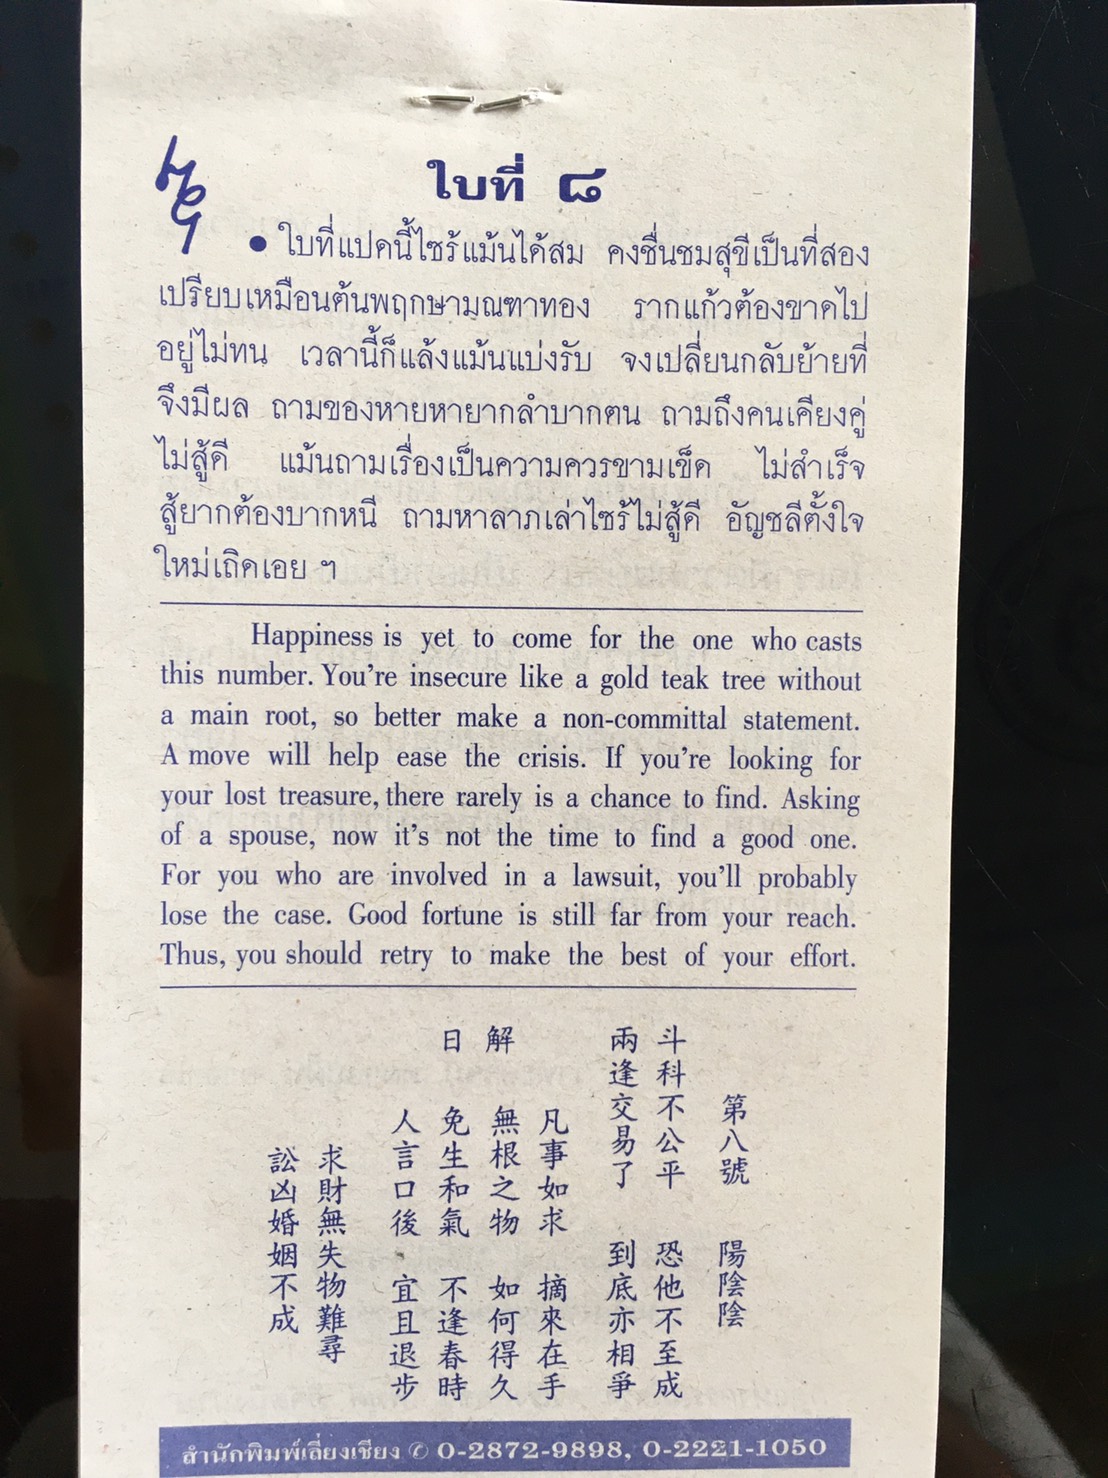 ใบที่ ๘
● ใบที่แปดนี้ไซร้แม้นได้สม คงชื่นชมสุขีเป็นที่สอง
เปรียบเหมือนต้นพฤกษามณฑาทอง รากแก้วต้องขาดไป
อยู่ไม่ทน เวลานี้ก็แล้งแม้นแบ่งรับ จงเปลี่ยนกลับย้ายที่
จึงมีผล ถามของหายหายากลำบากตน ถามถึงคนเคียงคู่
ไม่สู้ดี แม้นถามเรื่องเป็นความควรขามเข็ด ไม่สำเร็จ
สู้ยากต้องบากหนี ถามหาลาภเล่าไซร้ไม่สู้ดี อัญชลีตั้งใจ
ใหม่เถิดเอย ฯ
Happiness is yet to come for the one who casts
this number. You're insecure like a gold teak tree without
a main root, so better make a non-committal statement.
A move will help ease the crisis. If you're looking for
your lost treasure, there rarely is a chance to find. Asking
of a spouse, now it's not the time to find a good one.
For you who are involved in a lawsuit, you'll probably
lose the case. Good fortune is still far from your reach.
Thus, you should retry to make the best of your effort.
第八號 陽陰陰
斗科不公平 恐他不至成
兩逢交易了 到底亦相爭
解日
凡事如求 摘來在手
無根之物 如何得久
免生和氣 不逢春時
人言口後 宜且退步
求財無失物難尋
訟凶婚姻不成
สำนักพิมพ์เลี่ยงเชียง ✆ 0-2872-9898, 0-2221-1050